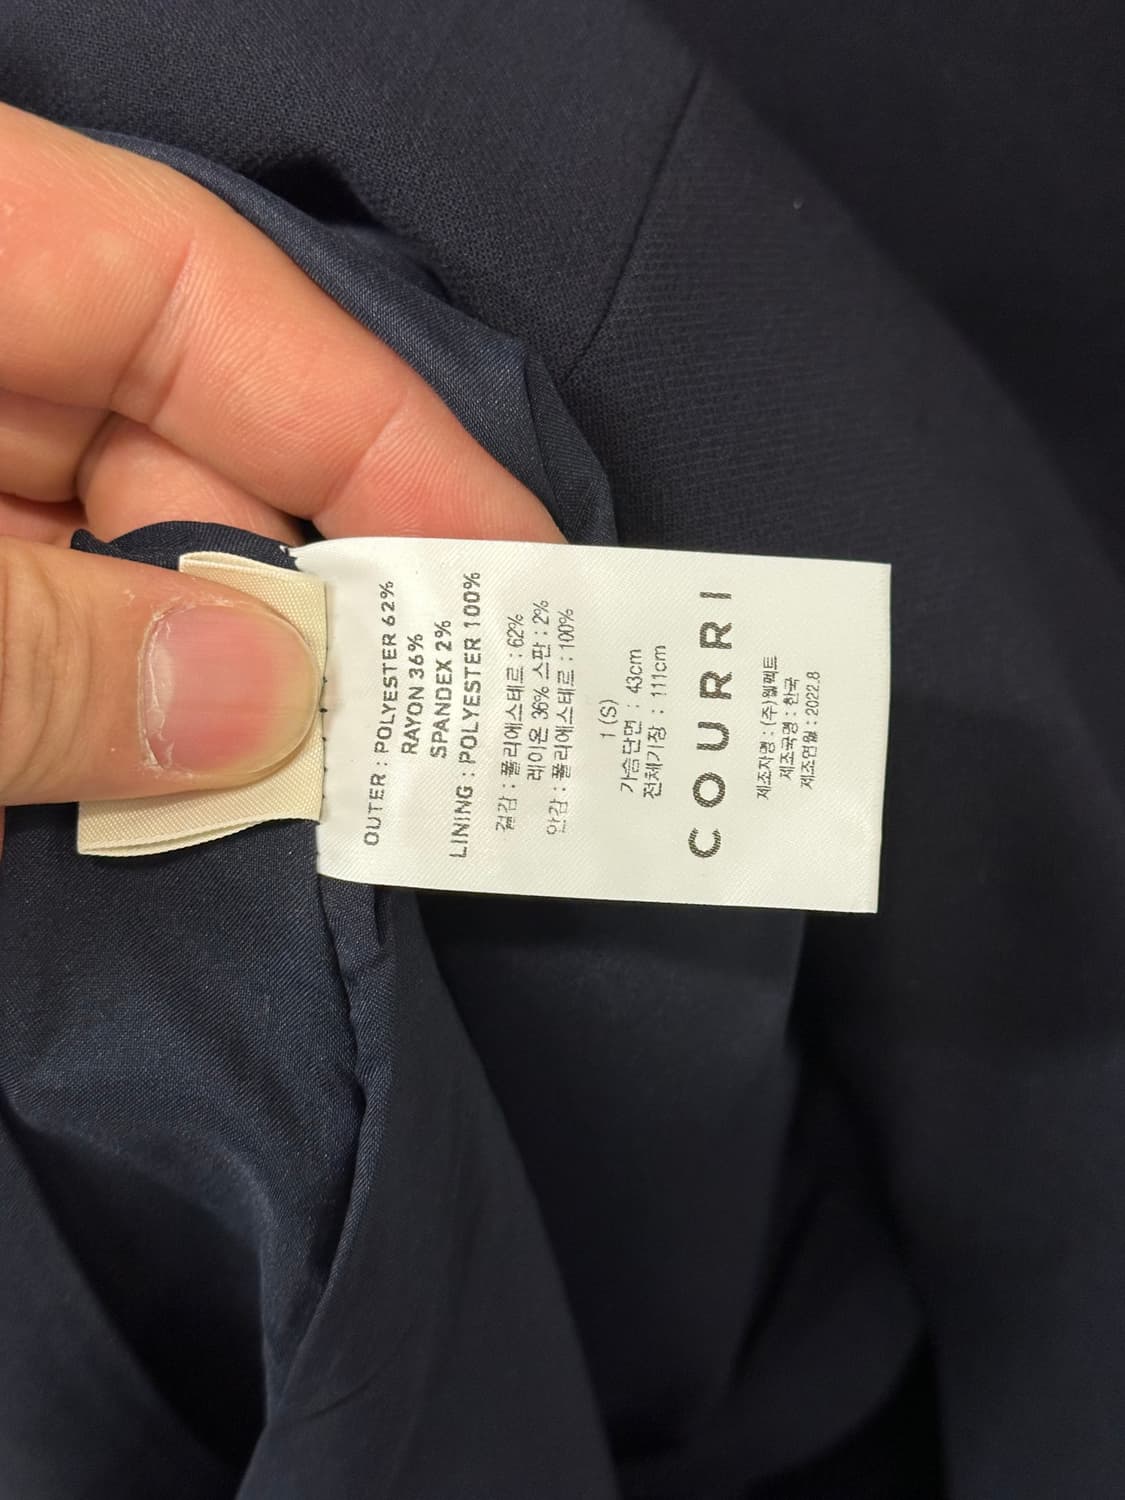 OUTER : POLYESTER 62%
RAYON 36%
SPANDEX 2%
LINING : POLYESTER 100%
겉감 : 폴리에스테르 : 62%
레이온 36% 스판 : 2%
안감 : 폴리에스테르 : 100%
1 (S)
가슴단면 : 43cm
전체기장 : 111cm
COURRI
제조자명 : (주)웰펙트
제조국명 : 한국
제조연월 : 2022.8